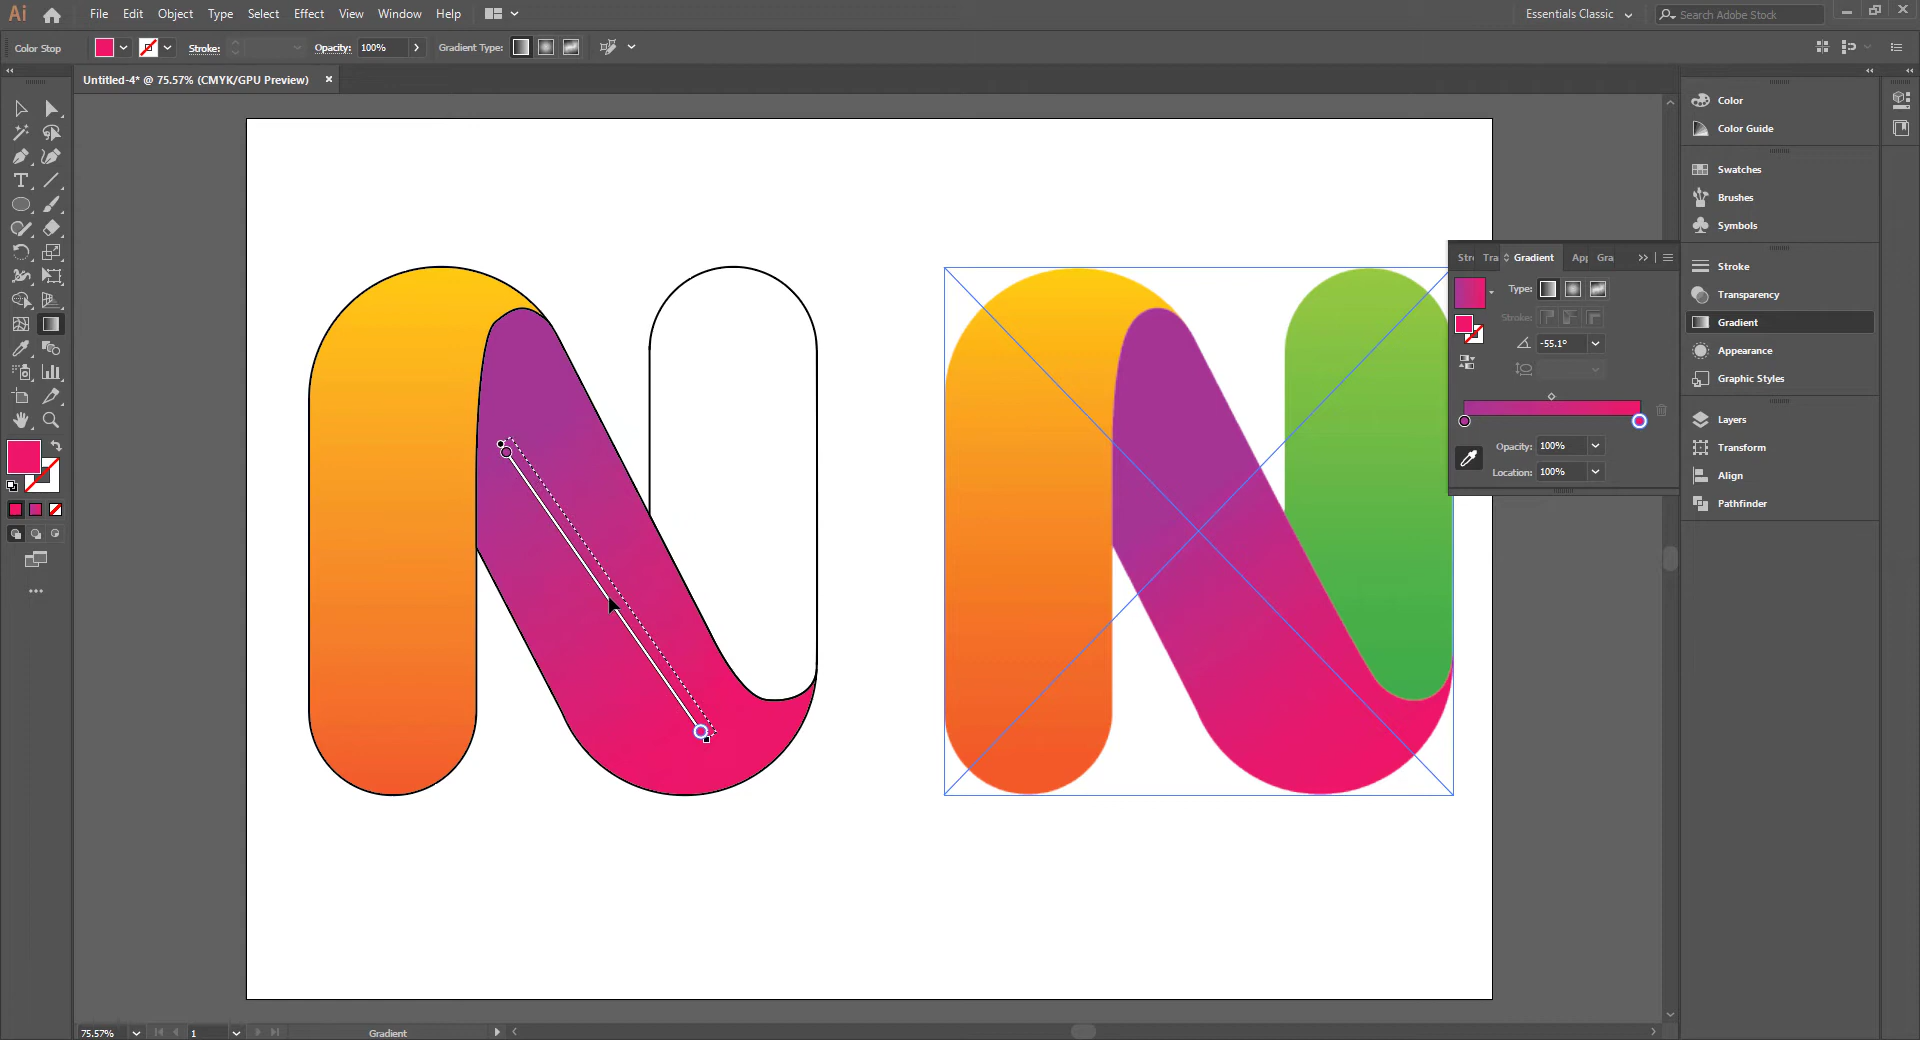 Ai File Edit Object Type Select Effect View Window Help Essentials Classic Search Adobe Stock
Color Stop Stroke: Opacity: 100% Gradient Type:
Untitled-4* @ 75.57% (CMYK/GPU Preview) ×
Color
Color Guide
Swatches
Brushes
Symbols
Stroke
Transparency
Gradient
Appearance
Graphic Styles
Layers
Transform
Align
Pathfinder
Str Tra Gradient App Gra
Type:
Stroke:
-55.1°
Opacity: 100%
Location: 100%
75.57% 1 Gradient